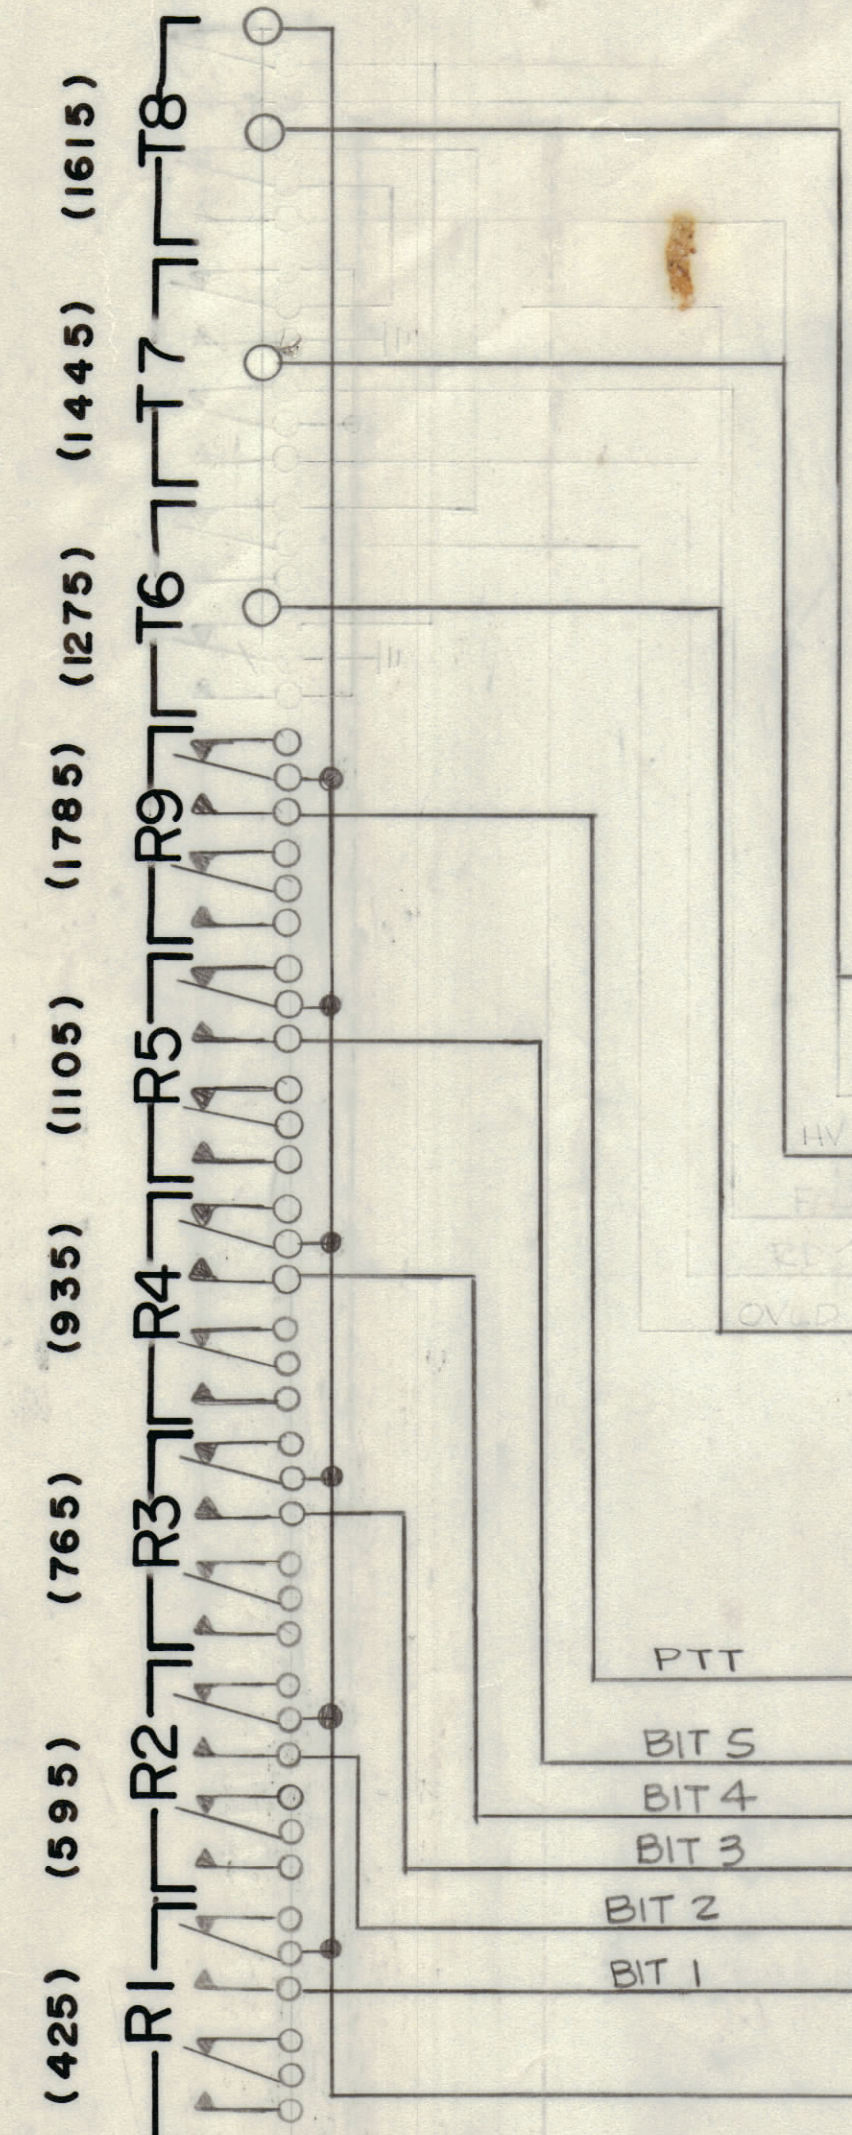 (1615)
T8
(1445)
T7
(1275)
T6
(1785)
R9
(1105)
R5
HV
(935)
R4
OVLD
(765)
R3
PTT
BIT 5
(595)
R2
BIT 4
BIT 3
BIT 2
BIT 1
(425)
R1